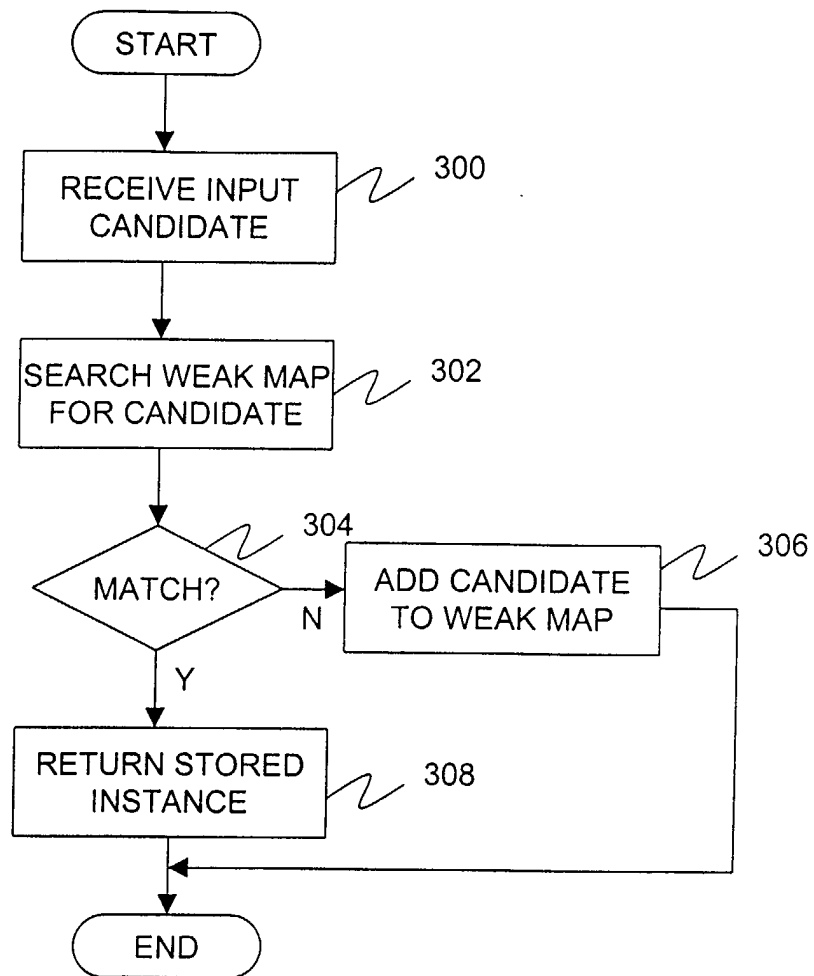 START
RECEIVE INPUT
CANDIDATE
300
SEARCH WEAK MAP
FOR CANDIDATE
302
MATCH?
304
N
ADD CANDIDATE
TO WEAK MAP
306
Y
RETURN STORED
INSTANCE
308
END